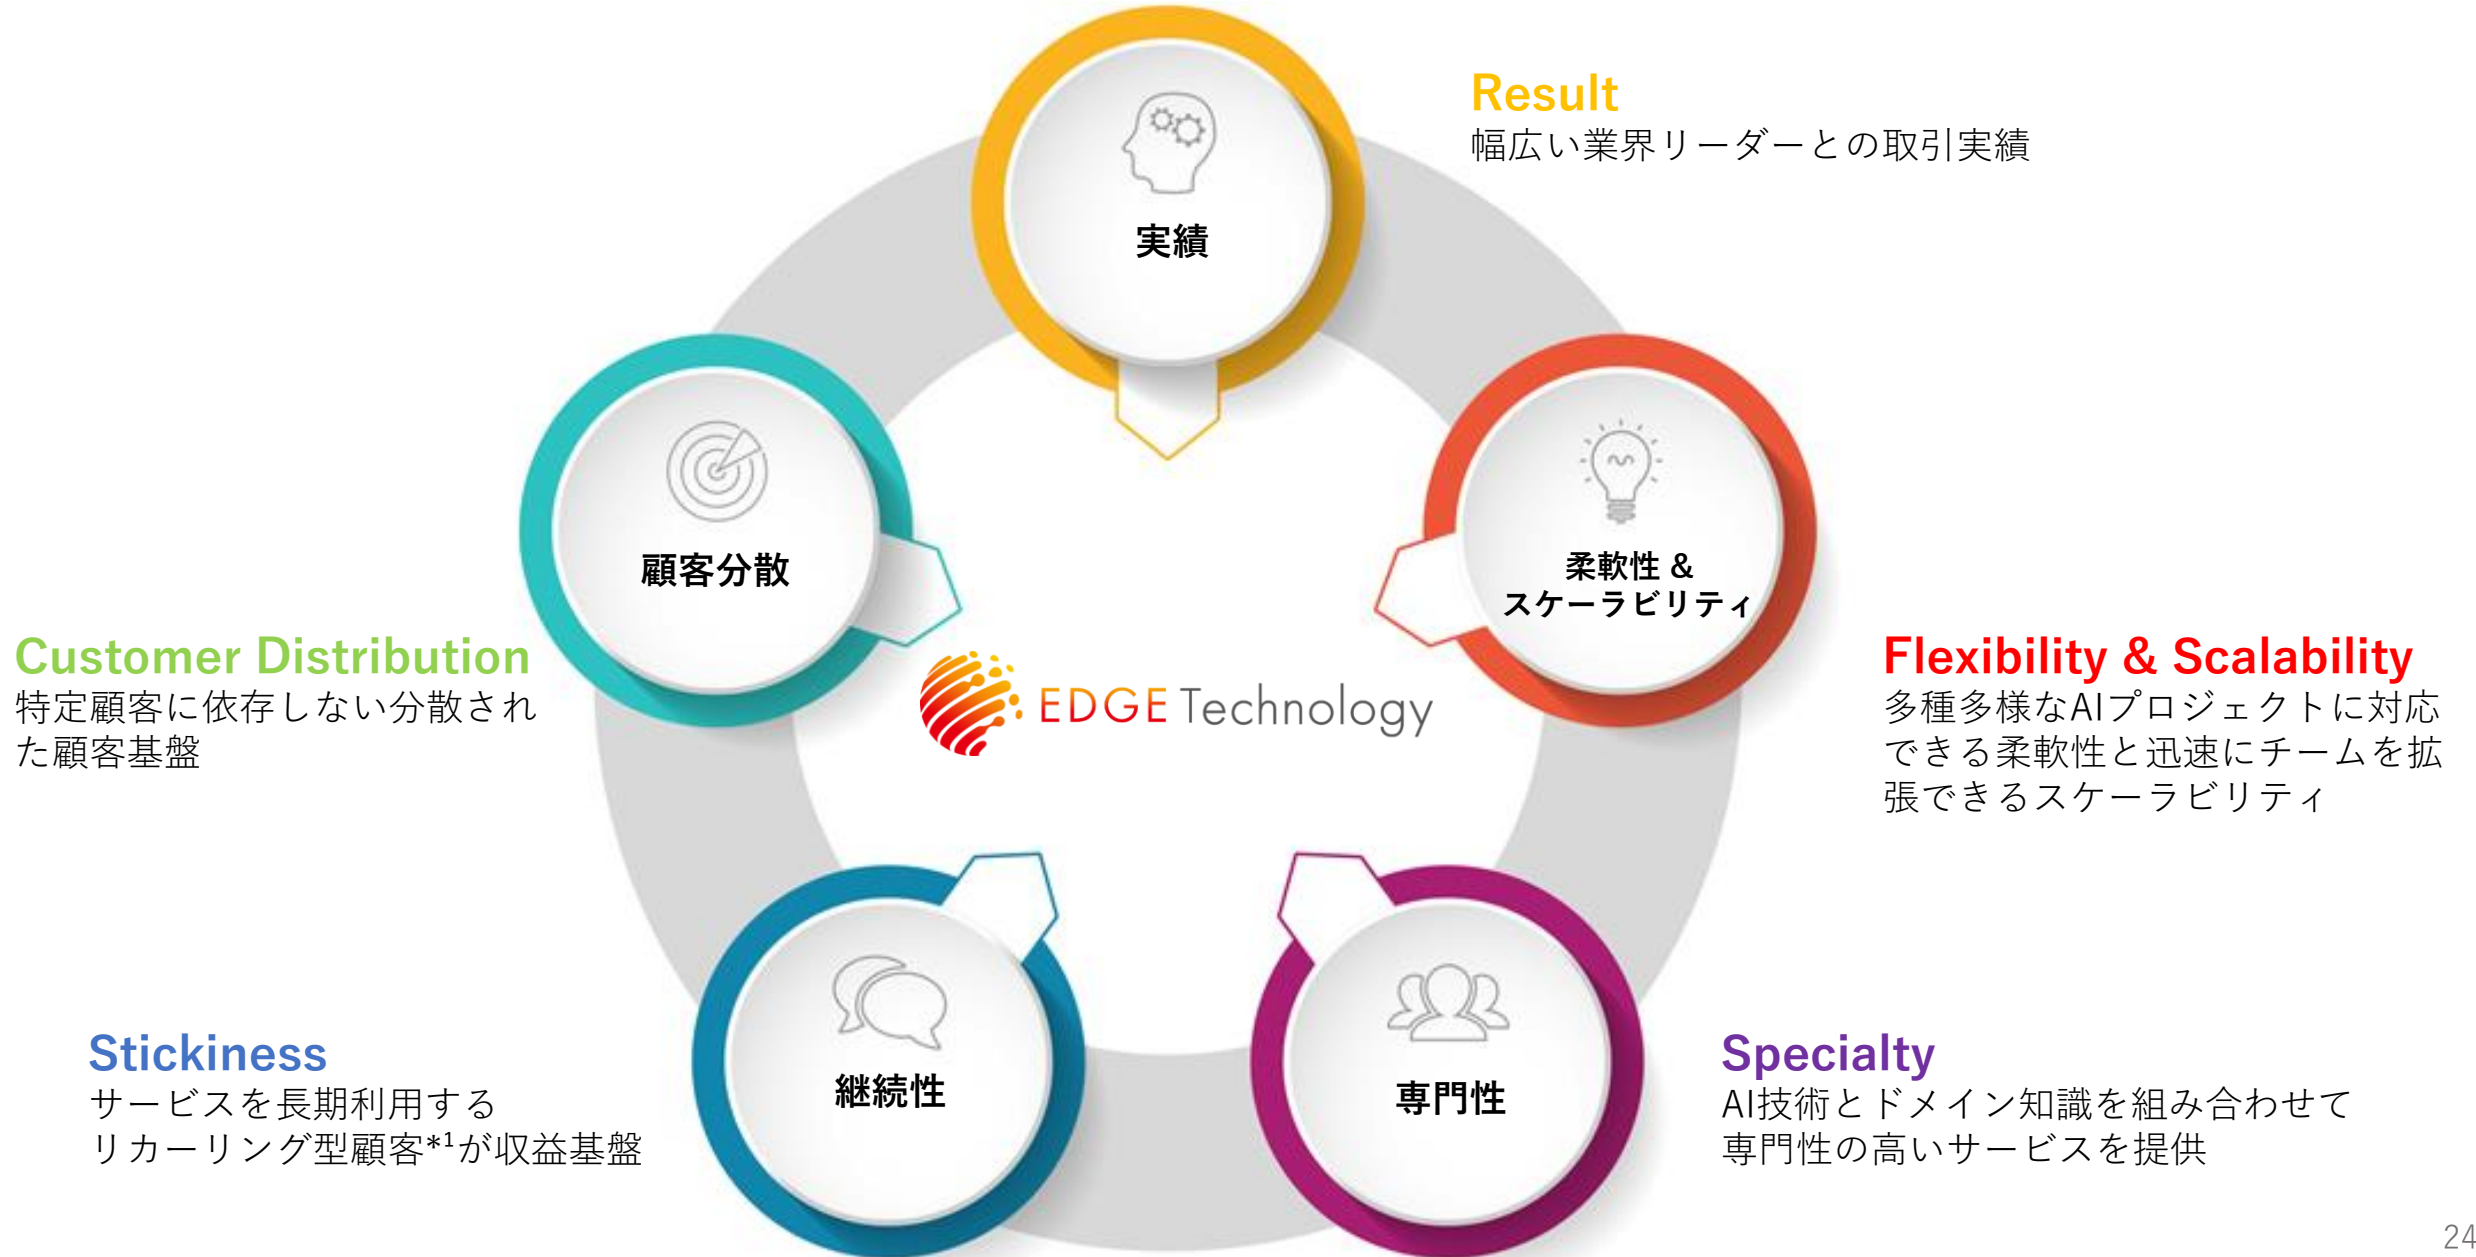 Result
幅広い業界リーダーとの取引実績
実績
顧客分散
柔軟性 &
スケーラビリティ
Customer Distribution
特定顧客に依存しない分散され
た顧客基盤
EDGE Technology
Flexibility & Scalability
多種多様なAIプロジェクトに対応
できる柔軟性と迅速にチームを拡
張できるスケーラビリティ
Stickiness
サービスを長期利用する
リカーリング型顧客*¹が収益基盤
継続性
専門性
Specialty
AI技術とドメイン知識を組み合わせて
専門性の高いサービスを提供
24